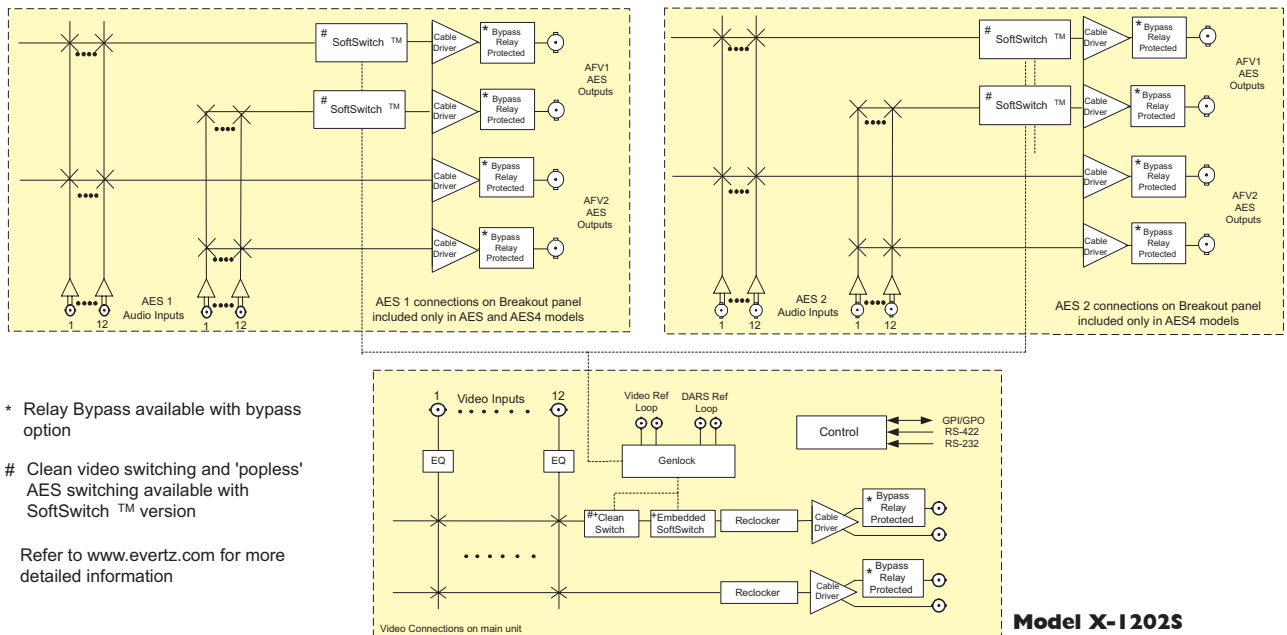 # SoftSwitch TM
Cable Driver
* Bypass Relay Protected
AFV1 AES Outputs
# SoftSwitch TM
Cable Driver
* Bypass Relay Protected
Cable Driver
* Bypass Relay Protected
AFV2 AES Outputs
Cable Driver
* Bypass Relay Protected
AES 1 Audio Inputs
1 12 1 12
AES 1 connections on Breakout panel
included only in AES and AES4 models
# SoftSwitch TM
Cable Driver
* Bypass Relay Protected
AFV1 AES Outputs
# SoftSwitch TM
Cable Driver
* Bypass Relay Protected
Cable Driver
* Bypass Relay Protected
AFV2 AES Outputs
Cable Driver
* Bypass Relay Protected
AES 2 Audio Inputs
1 12 1 12
AES 2 connections on Breakout panel
included only in AES4 models
* Relay Bypass available with bypass
option
# Clean video switching and 'popless'
AES switching available with
SoftSwitch TM version
Refer to www.evertz.com for more
detailed information
1 Video Inputs 12
Video Ref Loop
DARS Ref Loop
EQ
EQ
Genlock
Control
GPI/GPO
RS-422
RS-232
#+Clean Switch
+Embedded SoftSwitch
Reclocker
Cable Driver
* Bypass Relay Protected
Reclocker
Cable Driver
* Bypass Relay Protected
Video Connections on main unit
Model X-1202S